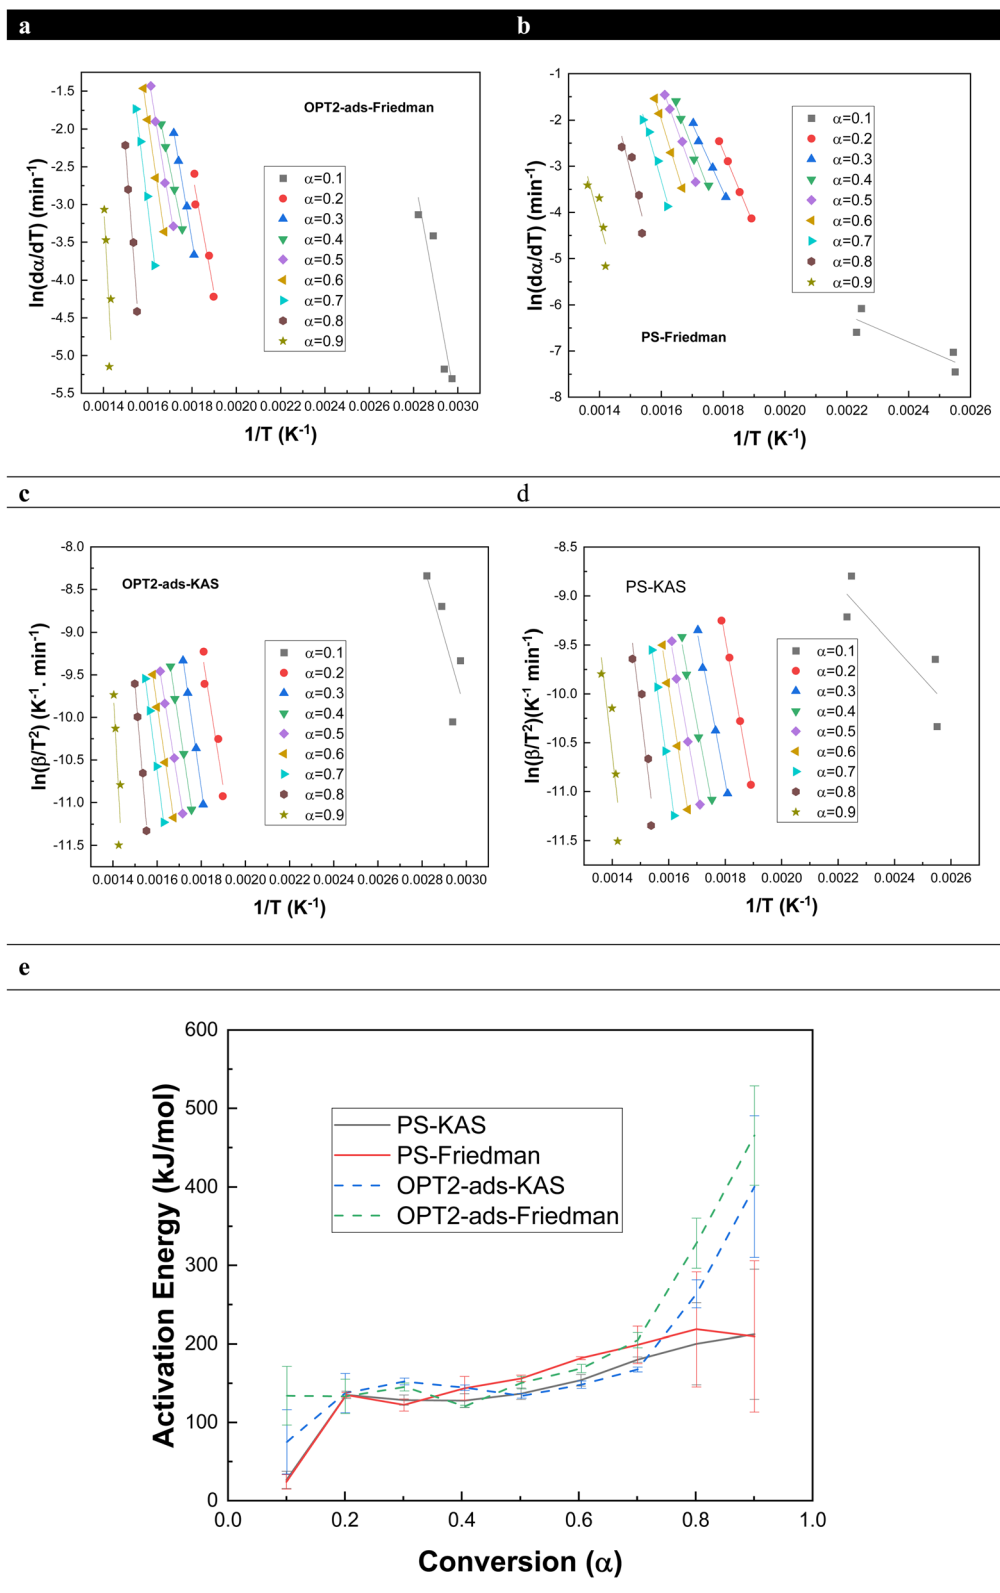 a b
OPT2-ads-Friedman
ln(dα/dT) (min-1)
-1.5
-2.0
-2.5
-3.0
-3.5
-4.0
-4.5
-5.0
-5.5
α=0.1
α=0.2
α=0.3
α=0.4
α=0.5
α=0.6
α=0.7
α=0.8
α=0.9
0.0014 0.0016 0.0018 0.0020 0.0022 0.0024 0.0026 0.0028 0.0030
1/T (K-1)
PS-Friedman
ln(dα/dT) (min-1)
-1
-2
-3
-4
-5
-6
-7
-8
α=0.1
α=0.2
α=0.3
α=0.4
α=0.5
α=0.6
α=0.7
α=0.8
α=0.9
0.0014 0.0016 0.0018 0.0020 0.0022 0.0024 0.0026
1/T (K-1)
c d
OPT2-ads-KAS
ln(β/T2) (K-1. min-1)
-8.0
-8.5
-9.0
-9.5
-10.0
-10.5
-11.0
-11.5
α=0.1
α=0.2
α=0.3
α=0.4
α=0.5
α=0.6
α=0.7
α=0.8
α=0.9
0.0014 0.0016 0.0018 0.0020 0.0022 0.0024 0.0026 0.0028 0.0030
1/T (K-1)
PS-KAS
ln(β/T2)(K-1 min-1)
-8.5
-9.0
-9.5
-10.0
-10.5
-11.0
-11.5
α=0.1
α=0.2
α=0.3
α=0.4
α=0.5
α=0.6
α=0.7
α=0.8
α=0.9
0.0014 0.0016 0.0018 0.0020 0.0022 0.0024 0.0026
1/T (K-1)
e
Activation Energy (kJ/mol)
600
500
400
300
200
100
0
PS-KAS
PS-Friedman
OPT2-ads-KAS
OPT2-ads-Friedman
0.0 0.2 0.4 0.6 0.8 1.0
Conversion (α)